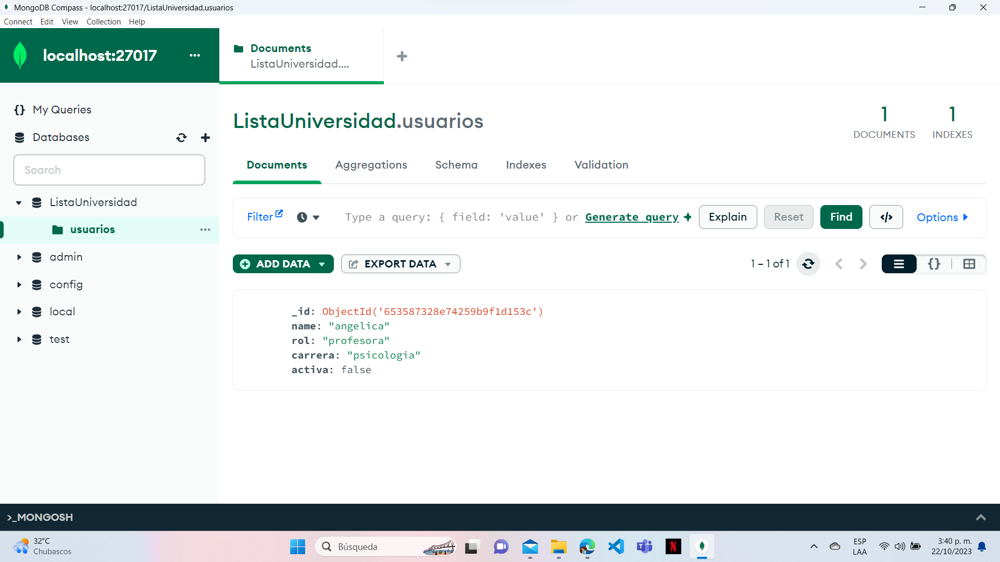 MongoDB Compass - localhost:27017/ListaUniversidad.usuarios
Connect Edit View Collection Help
localhost:27017
Documents
ListaUniversidad....
My Queries
Databases
Search
ListaUniversidad
usuarios
admin
config
local
test
ListaUniversidad.usuarios
1
DOCUMENTS
1
INDEXES
Documents Aggregations Schema Indexes Validation
Filter Type a query: { field: 'value' } or Generate query Explain Reset Find </> Options
ADD DATA EXPORT DATA 1 – 1 of 1 {}
_id: ObjectId('653587328e74259b9f1d153c')
name: "angelica"
rol: "profesora"
carrera: "psicologia"
activa: false
>_MONGOSH
32°C
Chubascos
Búsqueda
ESP
LAA
3:40 p. m.
22/10/2023